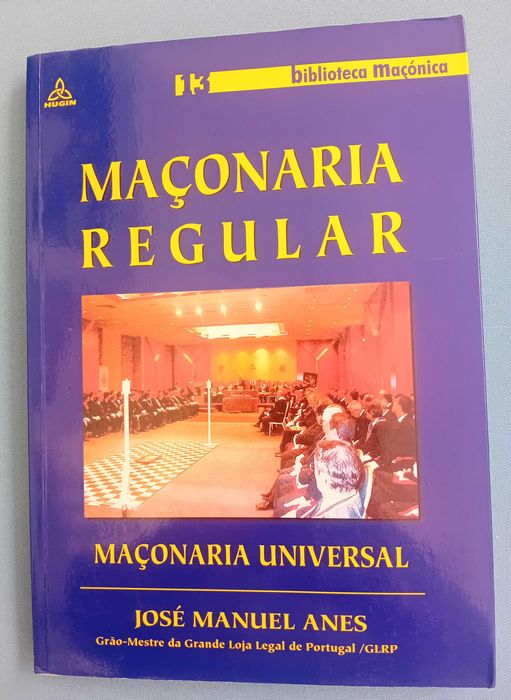 HUGIN
13
biblioteca maçónica
MAÇONARIA
REGULAR
MAÇONARIA UNIVERSAL
JOSÉ MANUEL ANES
Grão-Mestre da Grande Loja Legal de Portugal /GLRP